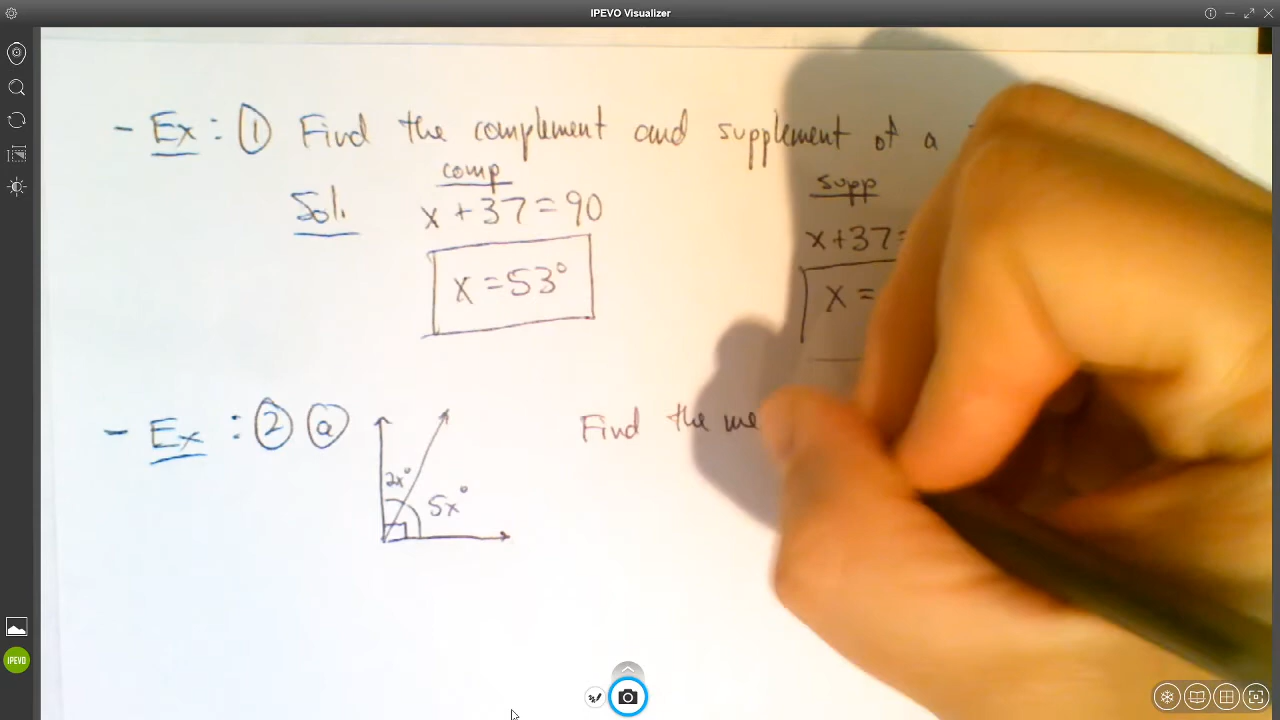 IPEVO Visualizer
- Ex: ① Find the complement and supplement of a
Sol.
comp
x+37=90
x=53°
supp
x+37=
x=
- Ex: ② ⓐ
2x°
5x°
Find the me
IPEVO